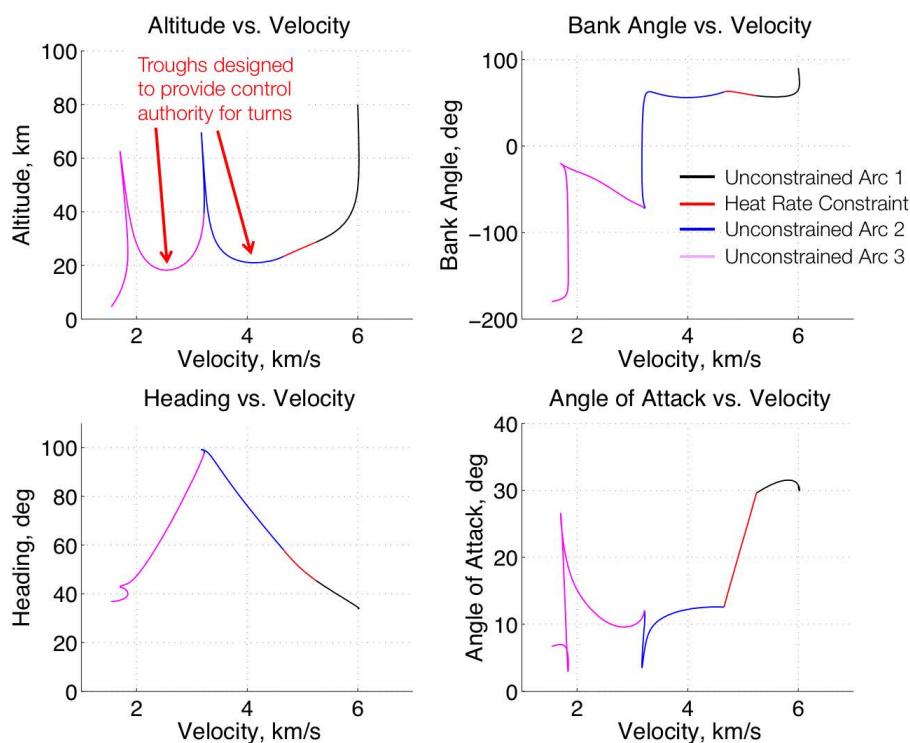 Altitude vs. Velocity
100
80
60
40
20
0
Altitude, km
Troughs designed
to provide control
authority for turns
2
4
6
Velocity, km/s
Bank Angle vs. Velocity
100
0
−100
−200
Bank Angle, deg
Unconstrained Arc 1
Heat Rate Constraint
Unconstrained Arc 2
Unconstrained Arc 3
2
4
6
Velocity, km/s
Heading vs. Velocity
100
80
60
40
20
0
Heading, deg
2
4
6
Velocity, km/s
Angle of Attack vs. Velocity
40
30
20
10
0
Angle of Attack, deg
2
4
6
Velocity, km/s